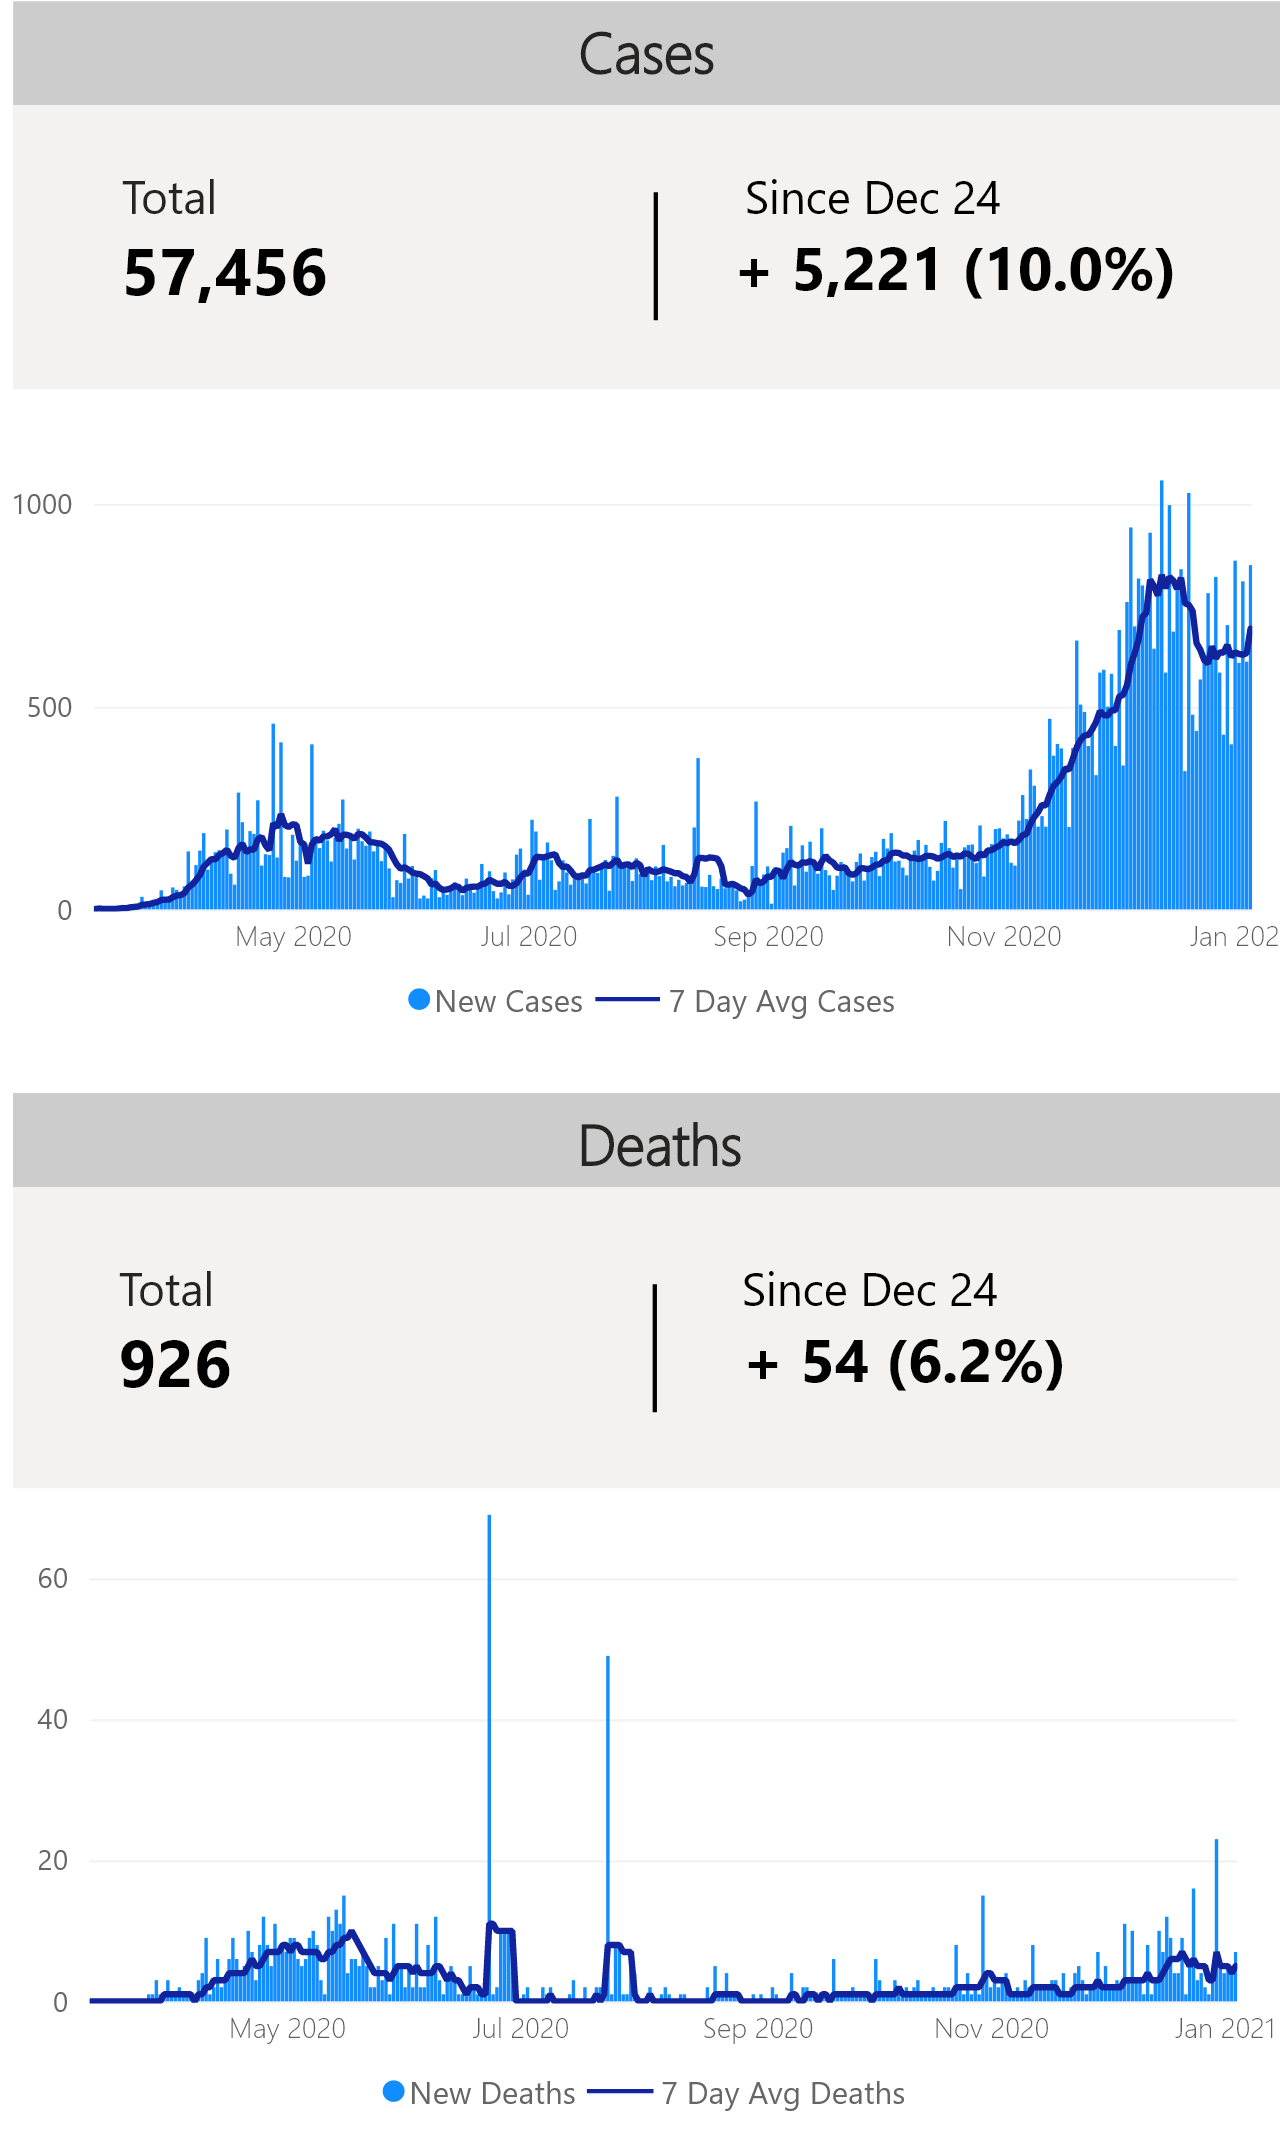 Cases
Total
Since Dec 24
57,456
+ 5,221 (10.0%)
1000
500
0
May 2020
Jul 2020
Sep 2020
Nov 2020
Jan 202
New Cases
7 Day Avg Cases
Deaths
Total
Since Dec 24
926
+ 54 (6.2%)
60
40
20
0
May 2020
Jul 2020
Sep 2020
Nov 2020
Jan 2021
New Deaths
7 Day Avg Deaths